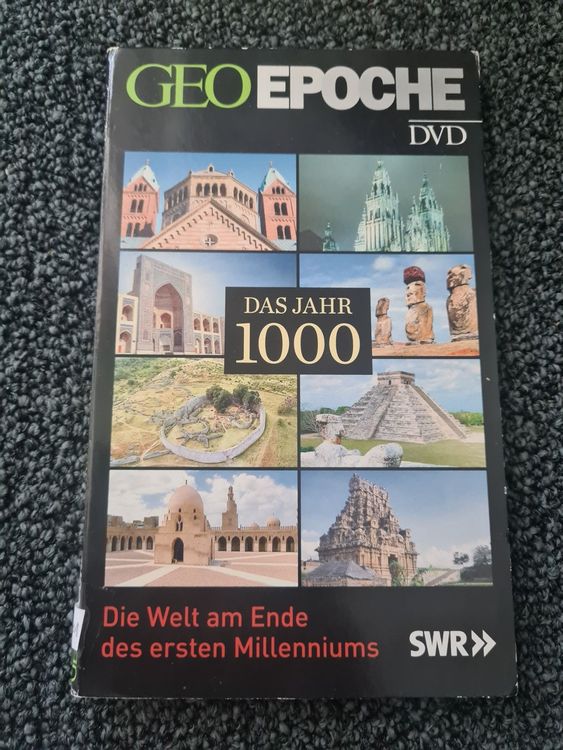 GEO EPOCHE
DVD
DAS JAHR
1000
Die Welt am Ende
des ersten Millenniums
SWR